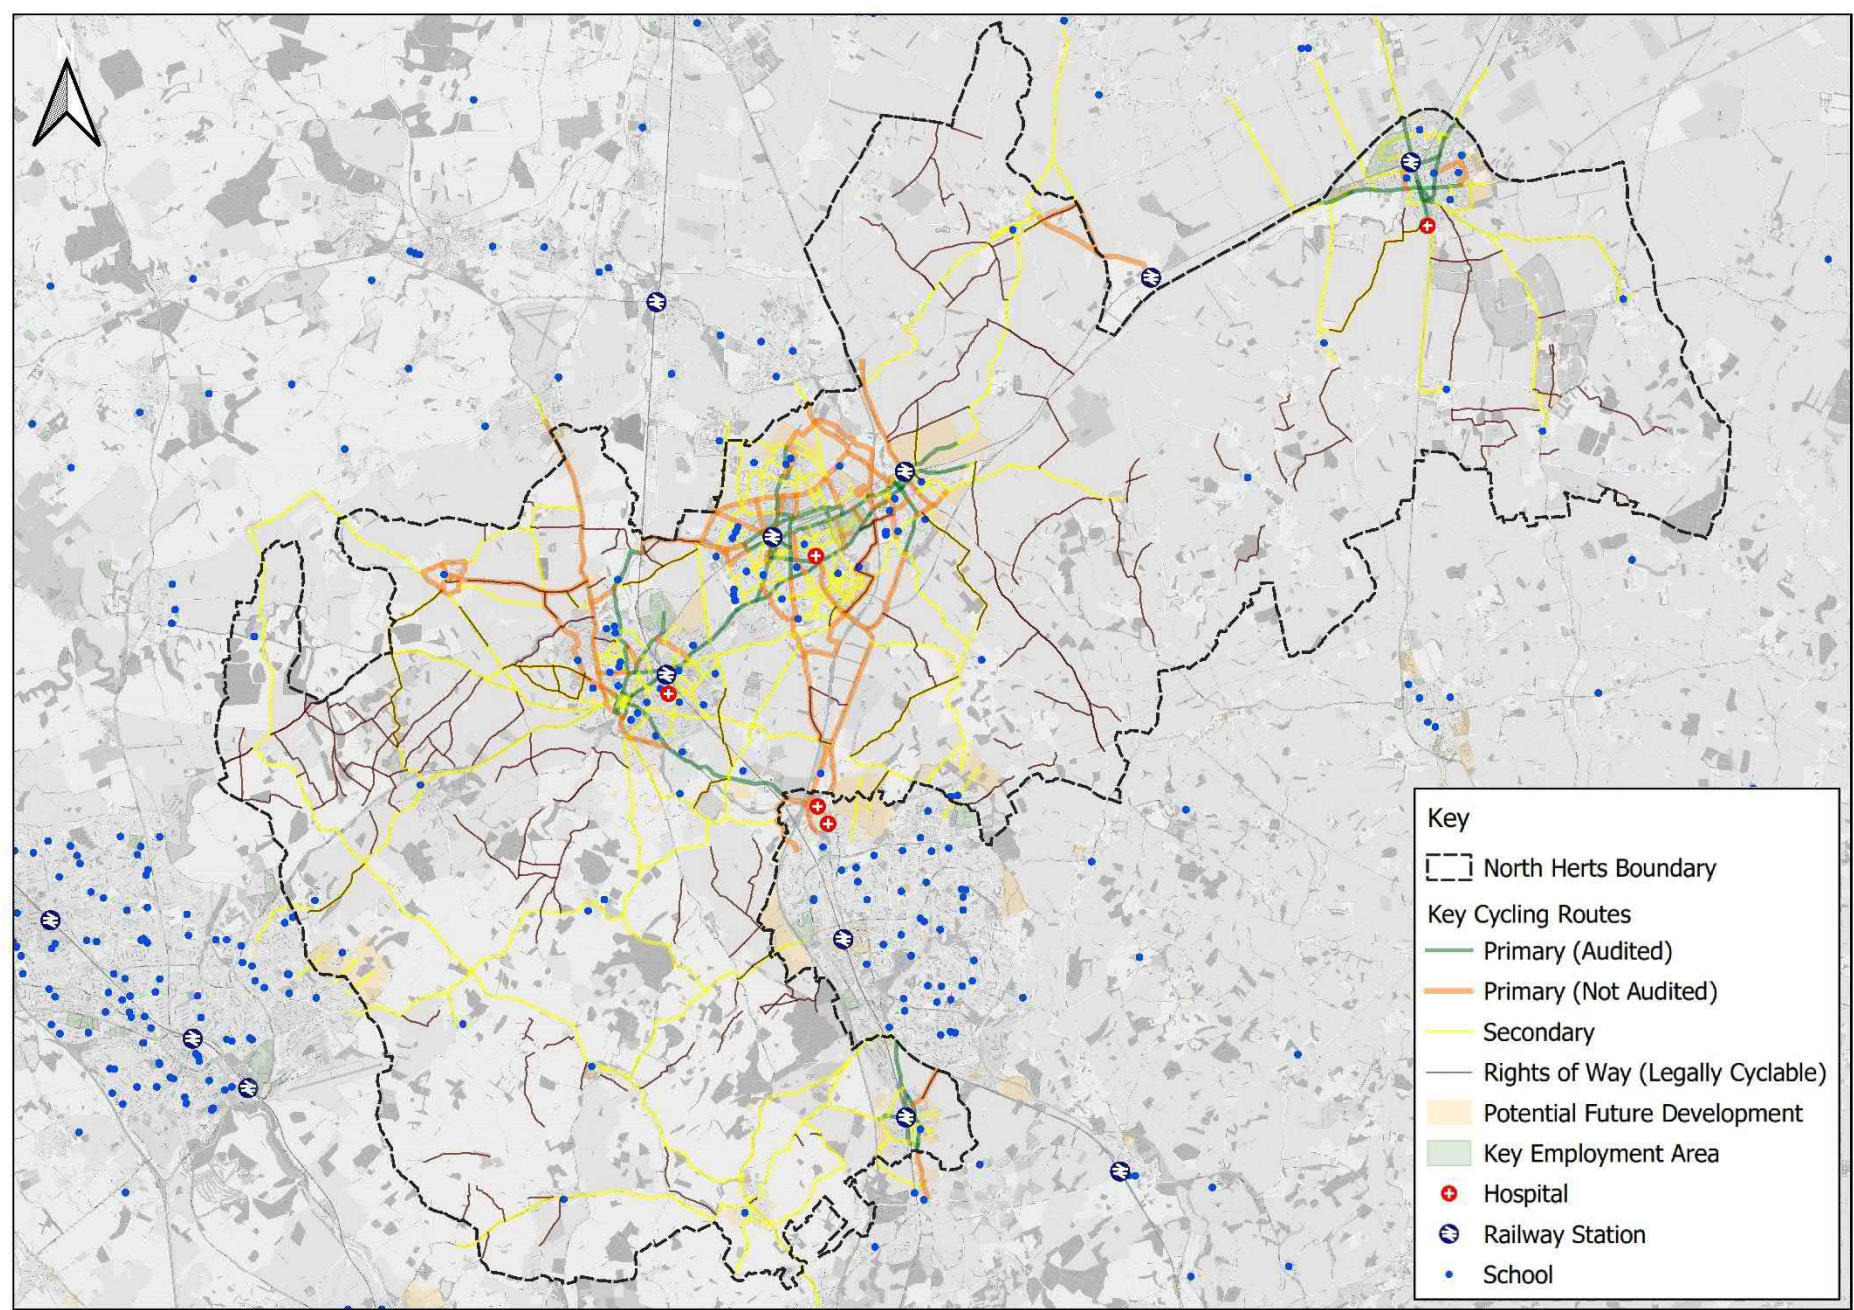 N
Key
North Herts Boundary
Key Cycling Routes
Primary (Audited)
Primary (Not Audited)
Secondary
Rights of Way (Legally Cyclable)
Potential Future Development
Key Employment Area
Hospital
Railway Station
School